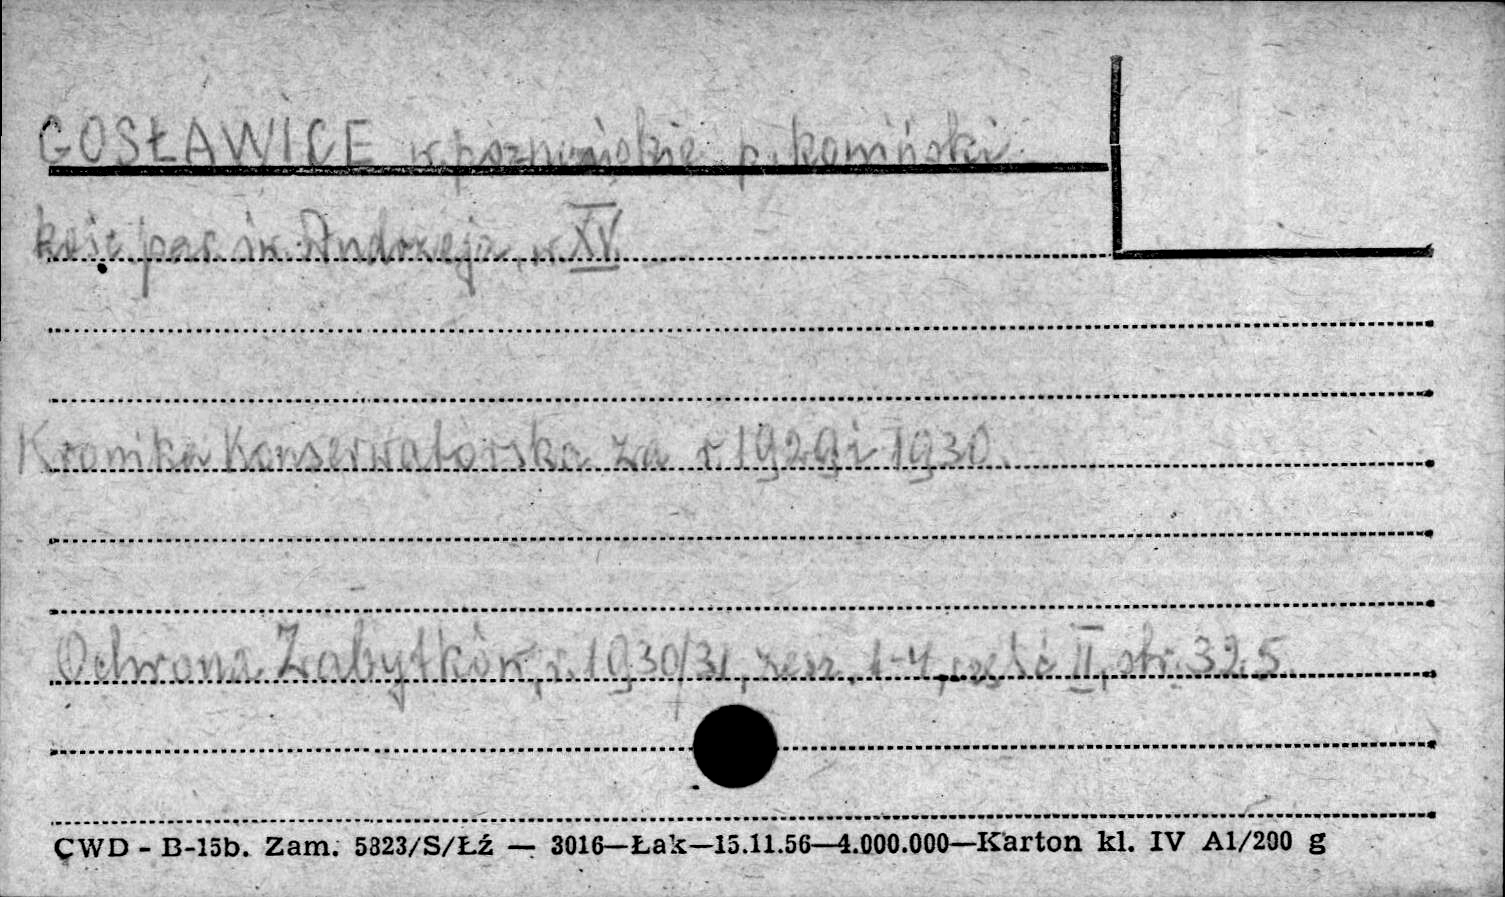 GOSŁAWICE w. poznańskie p. koniński
kośc. par. św. Andrzeja, w. XV
Kronika Konserwatorska za r. 1929 i 1930.
Ochrona Zabytków, r. 1930/31, zesz. 1-4, część II, str. 325.
CWD - B-15b. Zam. 5823/S/Łź — 3016—Łak—15.11.56—4.000.000—Karton kl. IV A1/200 g